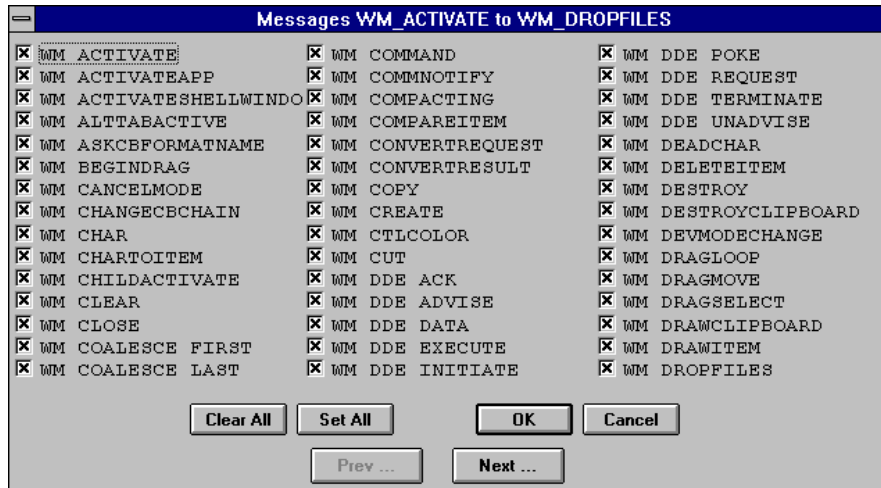 Messages WM_ACTIVATE to WM_DROPFILES
WM ACTIVATE
WM ACTIVATEAPP
WM ACTIVATESHELLWINDO
WM ALTTABACTIVE
WM ASKCBFORMATNAME
WM BEGINDRAG
WM CANCELMODE
WM CHANGECBCHAIN
WM CHAR
WM CHARTOITEM
WM CHILDACTIVATE
WM CLEAR
WM CLOSE
WM COALESCE FIRST
WM COALESCE LAST
WM COMMAND
WM COMMNOTIFY
WM COMPACTING
WM COMPAREITEM
WM CONVERTREQUEST
WM CONVERTRESULT
WM COPY
WM CREATE
WM CTLCOLOR
WM CUT
WM DDE ACK
WM DDE ADVISE
WM DDE DATA
WM DDE EXECUTE
WM DDE INITIATE
WM DDE POKE
WM DDE REQUEST
WM DDE TERMINATE
WM DDE UNADVISE
WM DEADCHAR
WM DELETEITEM
WM DESTROY
WM DESTROYCLIPBOARD
WM DEVMODECHANGE
WM DRAGLOOP
WM DRAGMOVE
WM DRAGSELECT
WM DRAWCLIPBOARD
WM DRAWITEM
WM DROPFILES
Clear All Set All OK Cancel
Prev ... Next ...